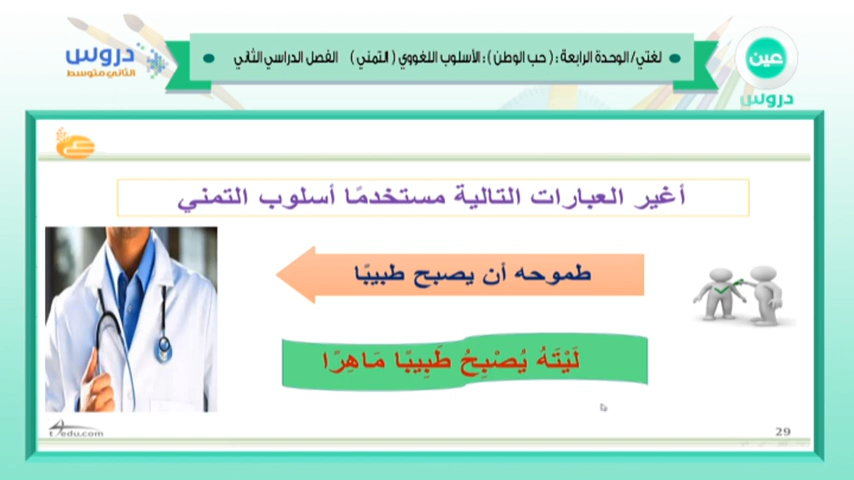 لغتي/ الوحدة الرابعة : ( حب الوطن ) : الأسلوب اللغووي ( التمني ) الفصل الدراسي الثاني
عين
دروس
دروس
الثاني متوسط
أغير العبارات التالية مستخدمًا أسلوب التمني
طموحه أن يصبح طبيبًا
لَيْتَهُ يُصْبِحُ طَبِيبًا مَاهِرًا
t4edu.com
29